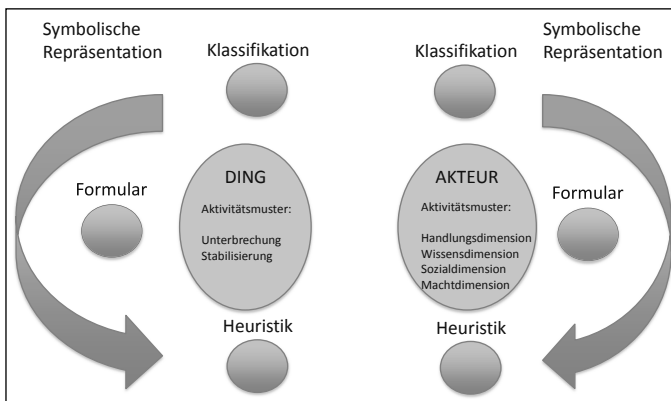 Symbolische
Repräsentation
Klassifikation
Formular
DING
Aktivitätsmuster:
Unterbrechung
Stabilisierung
Heuristik
Klassifikation
Symbolische
Repräsentation
AKTEUR
Aktivitätsmuster:
Handlungsdimension
Wissensdimension
Sozialdimension
Machtdimension
Formular
Heuristik